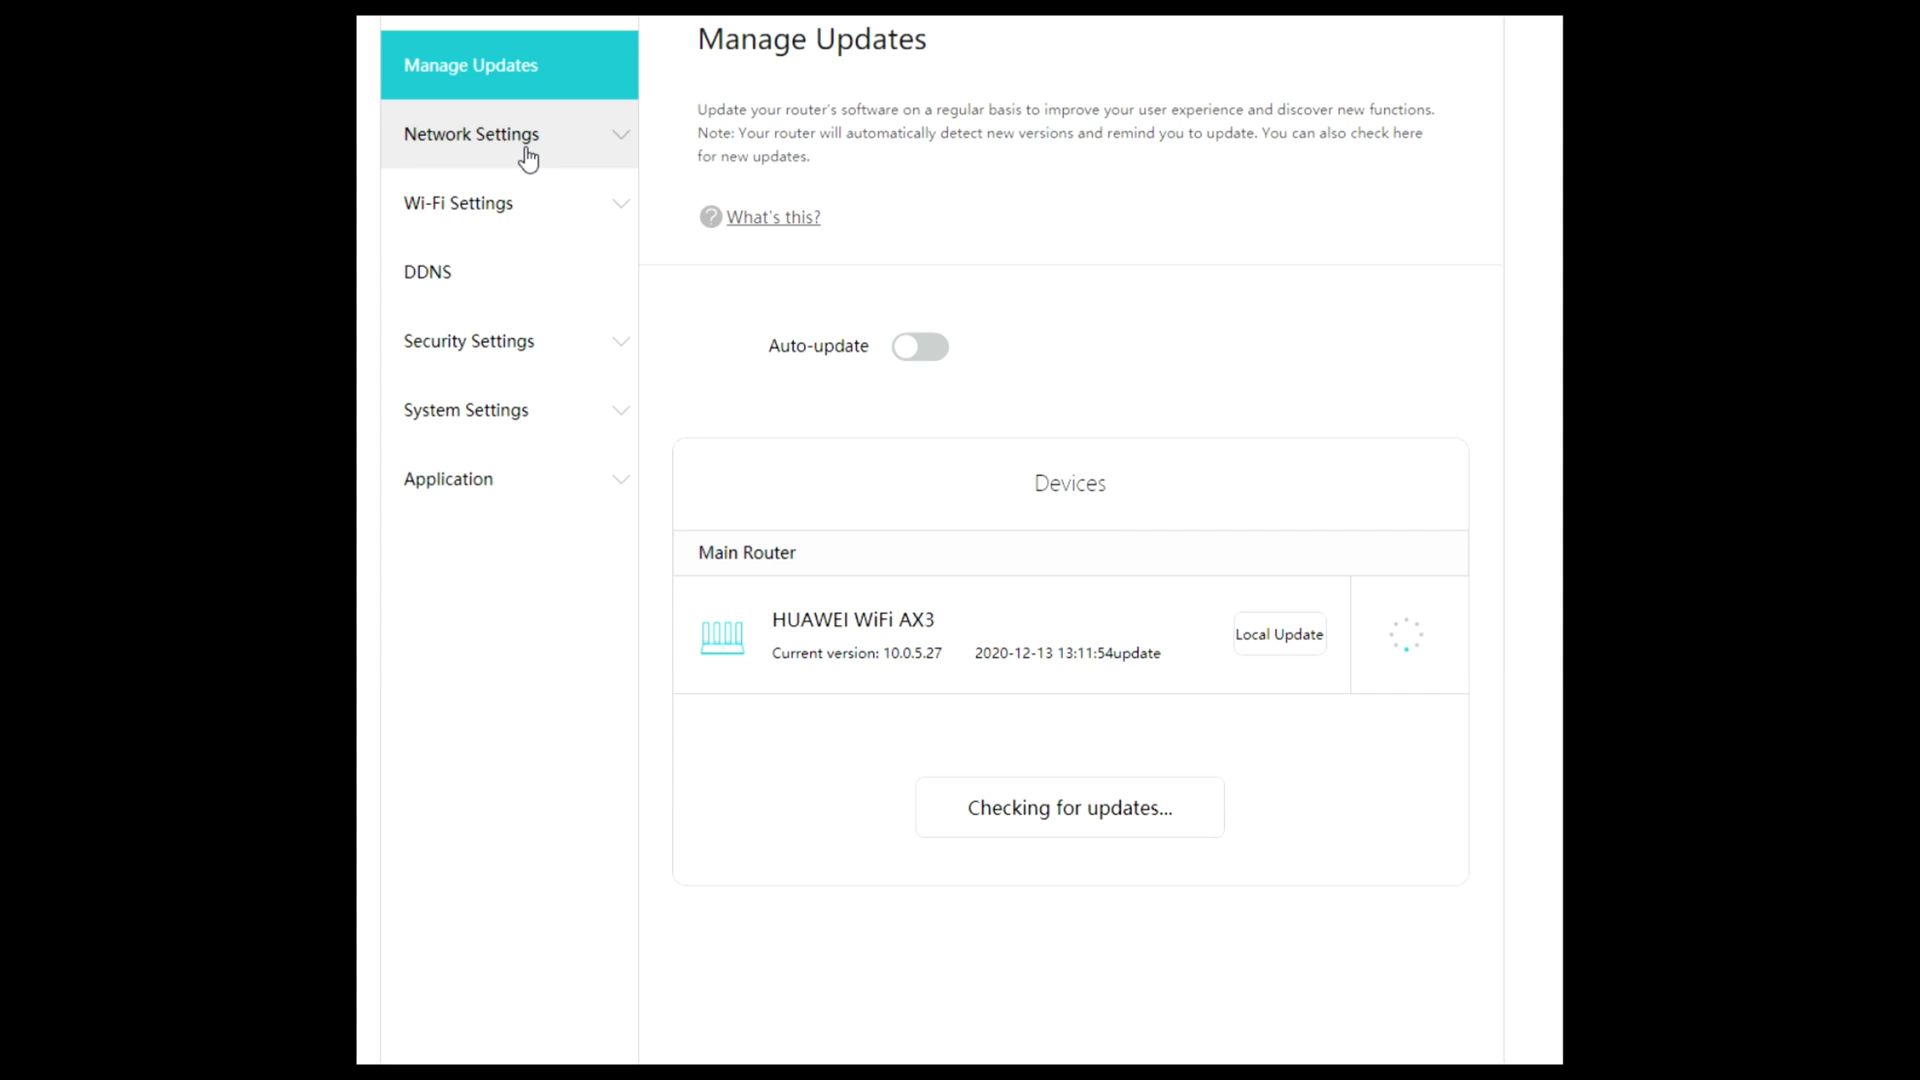 Manage Updates
Network Settings
Wi-Fi Settings
DDNS
Security Settings
System Settings
Application
Manage Updates
Update your router's software on a regular basis to improve your user experience and discover new functions.
Note: Your router will automatically detect new versions and remind you to update. You can also check here
for new updates.
? What's this?
Auto-update
Devices
Main Router
HUAWEI WiFi AX3
Current version: 10.0.5.27 2020-12-13 13:11:54update
Local Update
Checking for updates...